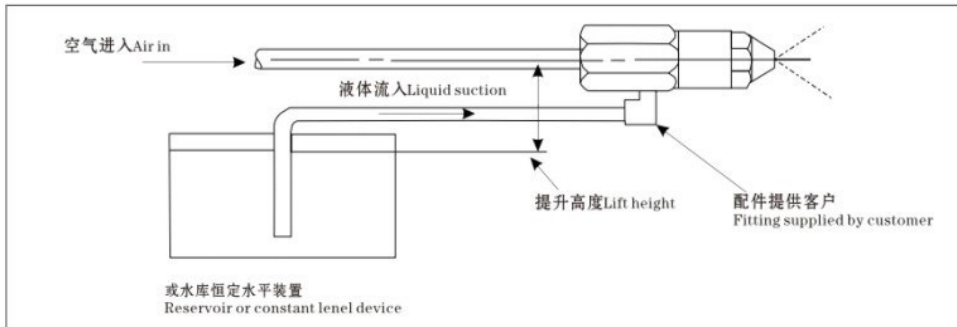 空气进入Air in
液体流入Liquid suction
提升高度Lift height
配件提供客户
Fitting supplied by customer
或水库恒定水平装置
Reservoir or constant lenel device